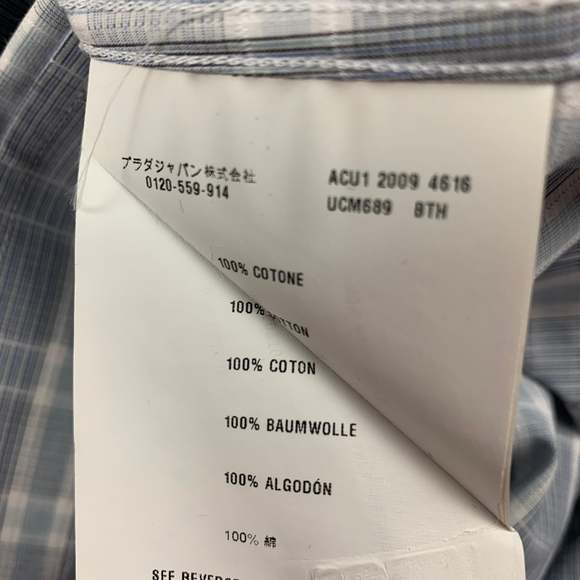 プラダジャパン株式会社
0120-559-914
ACU1 2009 4616
UCM689 BTH
100% COTONE
100%
100% COTON
100% BAUMWOLLE
100% ALGODÓN
100% 綿
SEE